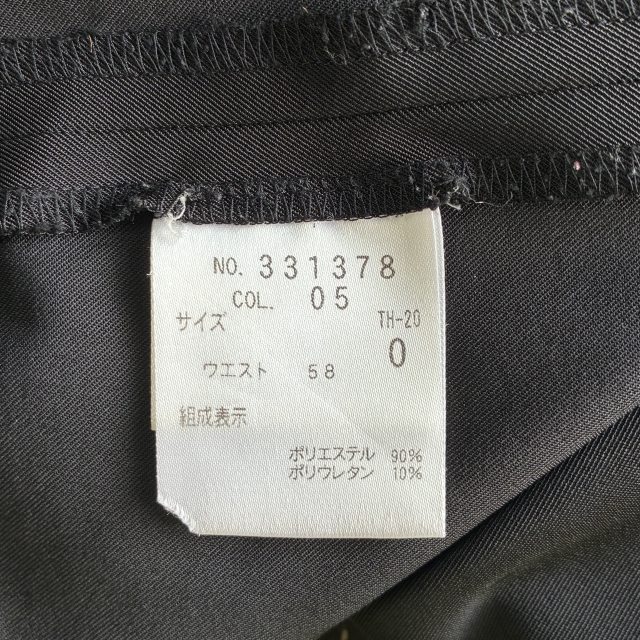 NO. 331378
COL. 05
サイズ TH-20
0
ウエスト 58
組成表示
ポリエステル 90%
ポリウレタン 10%